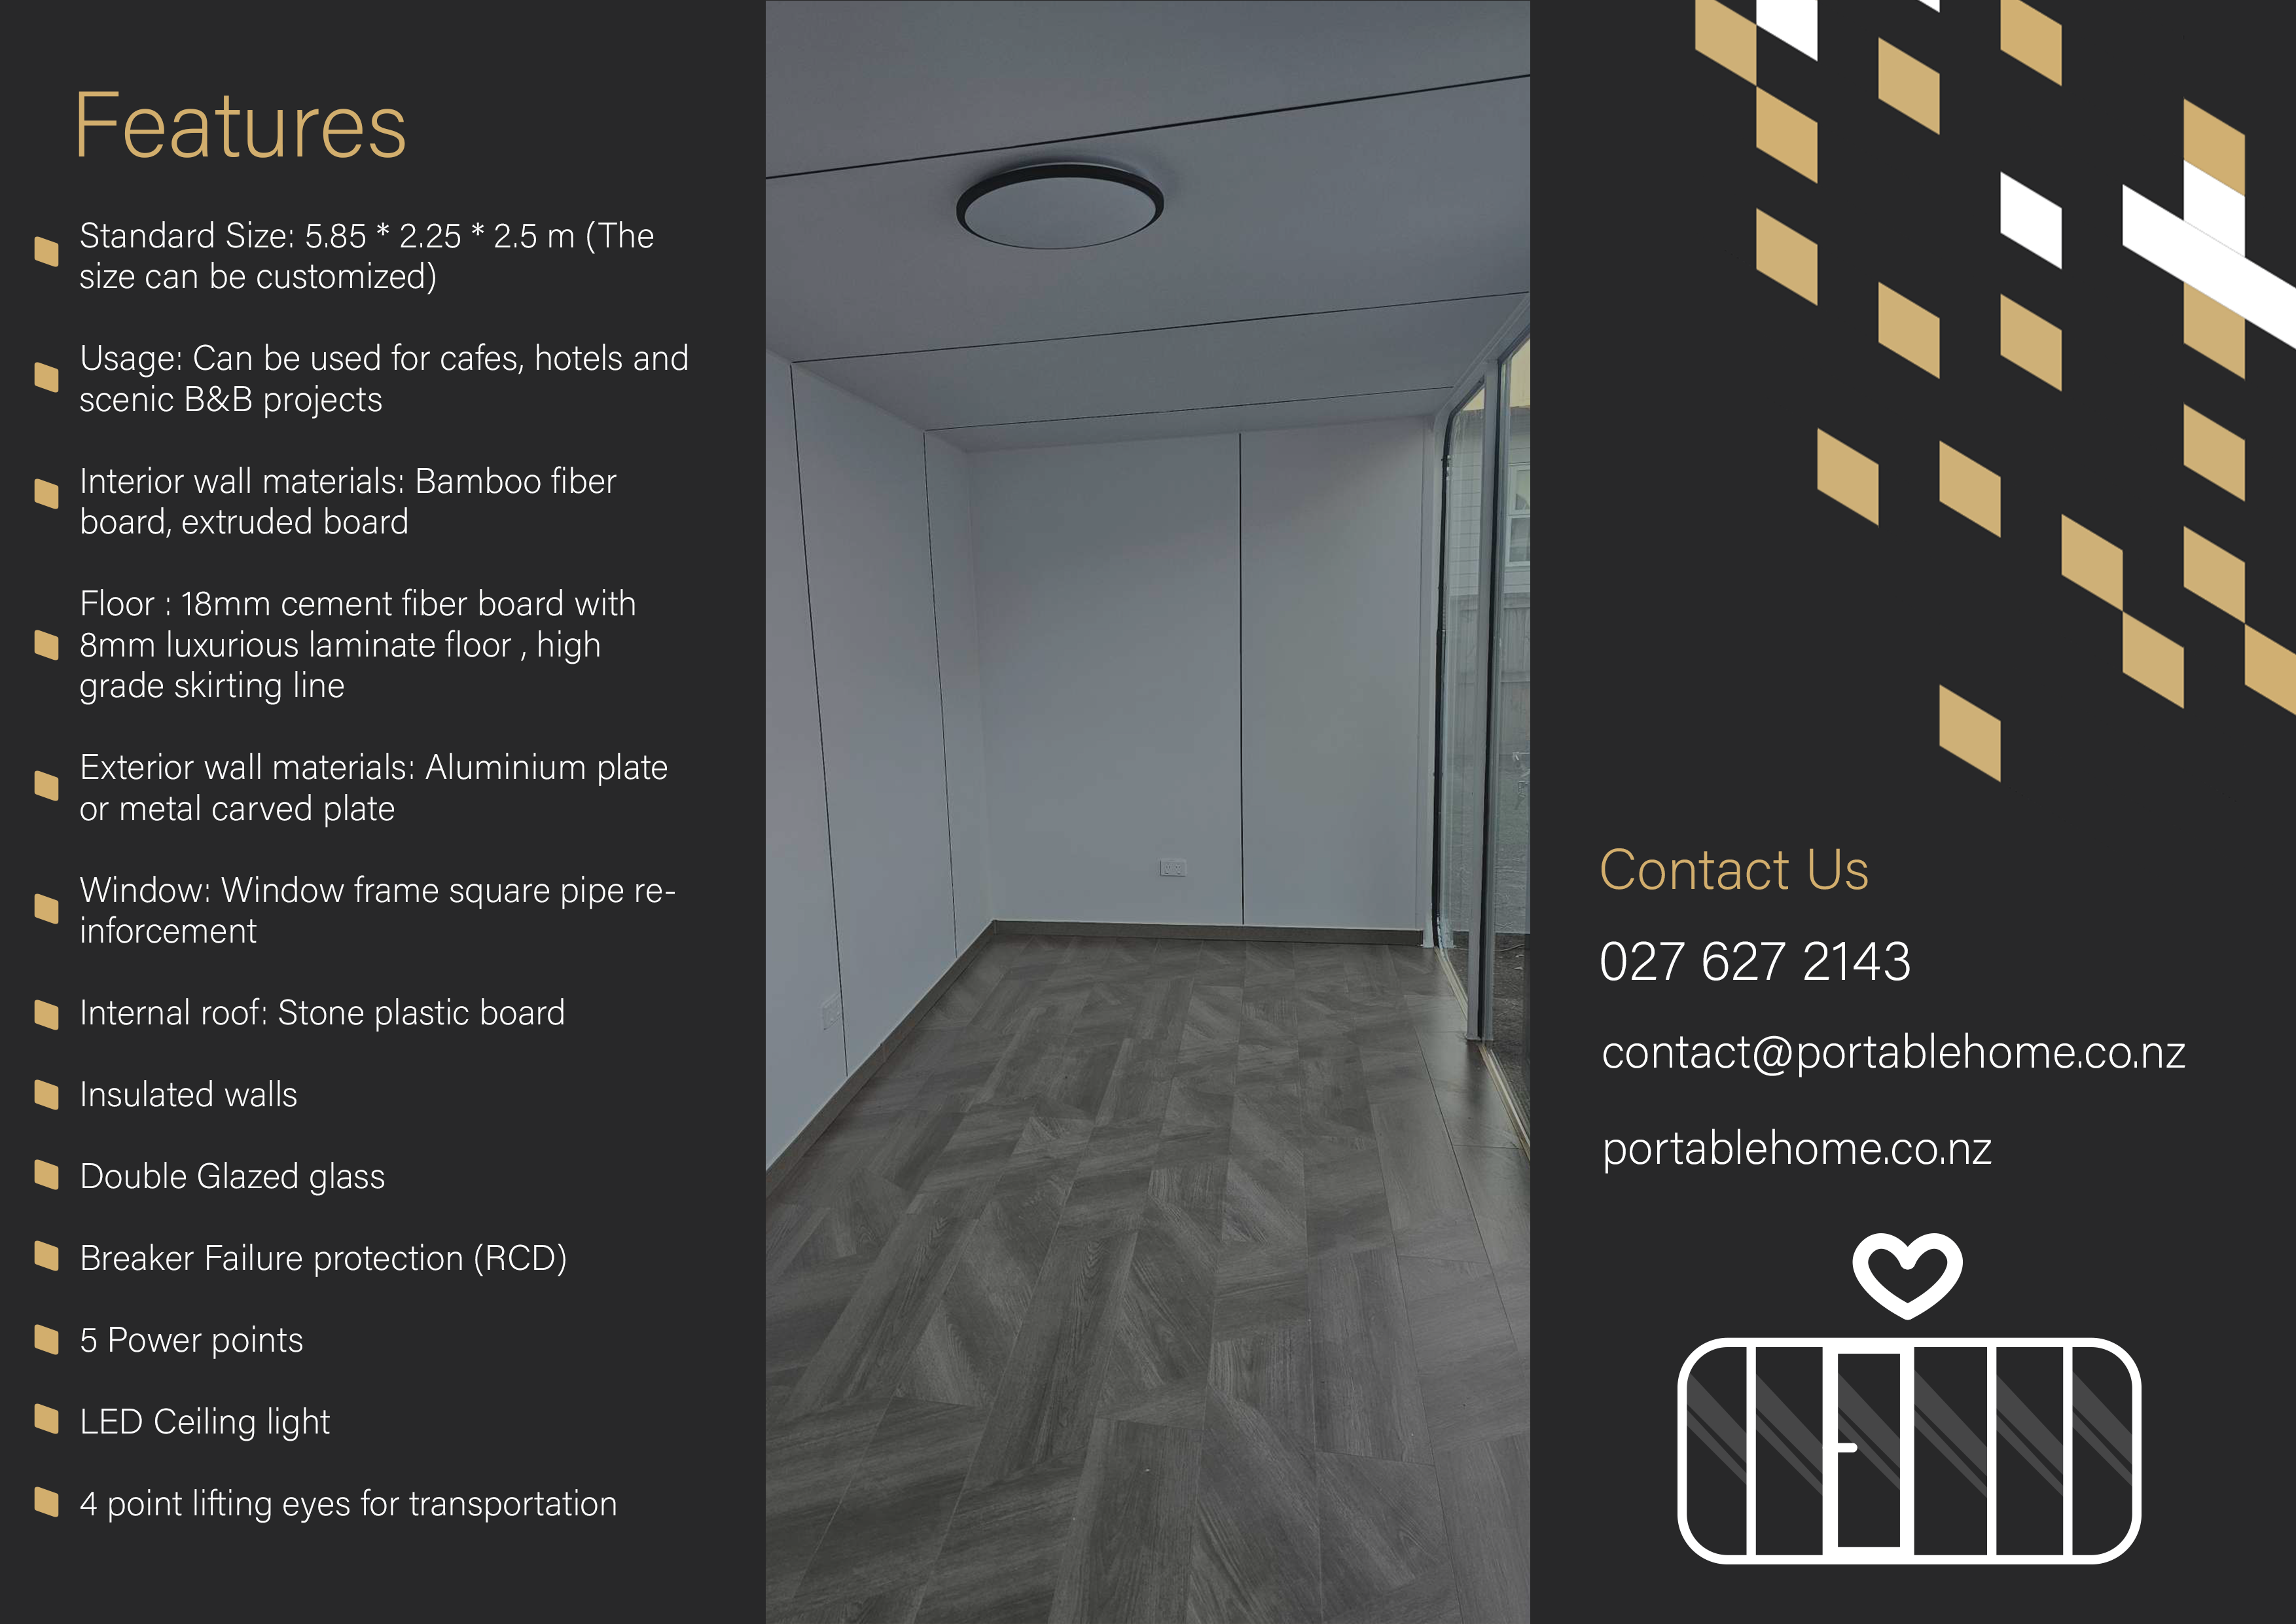 Features
Standard Size: 5.85 * 2.25 * 2.5 m (The
size can be customized)
Usage: Can be used for cafes, hotels and
scenic B&B projects
Interior wall materials: Bamboo fiber
board, extruded board
Floor : 18mm cement fiber board with
8mm luxurious laminate floor , high
grade skirting line
Exterior wall materials: Aluminium plate
or metal carved plate
Window: Window frame square pipe re-
inforcement
Internal roof: Stone plastic board
Insulated walls
Double Glazed glass
Breaker Failure protection (RCD)
5 Power points
LED Ceiling light
4 point lifting eyes for transportation
Contact Us
027 627 2143
contact@portablehome.co.nz
portablehome.co.nz